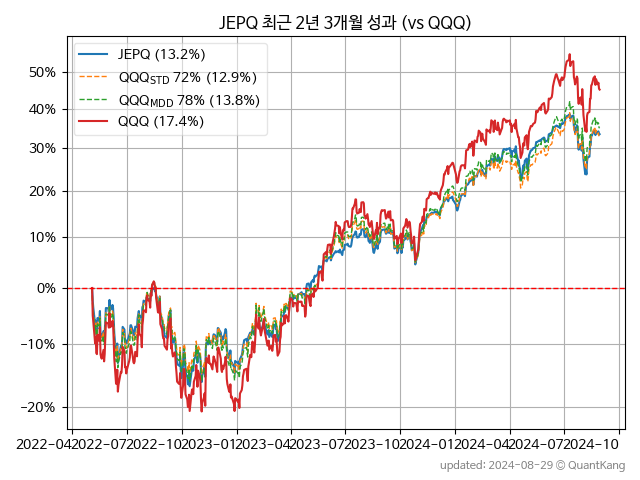 JEPQ 최근 2년 3개월 성과 (vs QQQ)
JEPQ (13.2%)
QQQSTD 72% (12.9%)
QQQMDD 78% (13.8%)
QQQ (17.4%)
50%
40%
30%
20%
10%
0%
-10%
-20%
2022-04 2022-07 2022-10 2023-01 2023-04 2023-07 2023-10 2024-01 2024-04 2024-07 2024-10
updated: 2024-08-29 © QuantKang